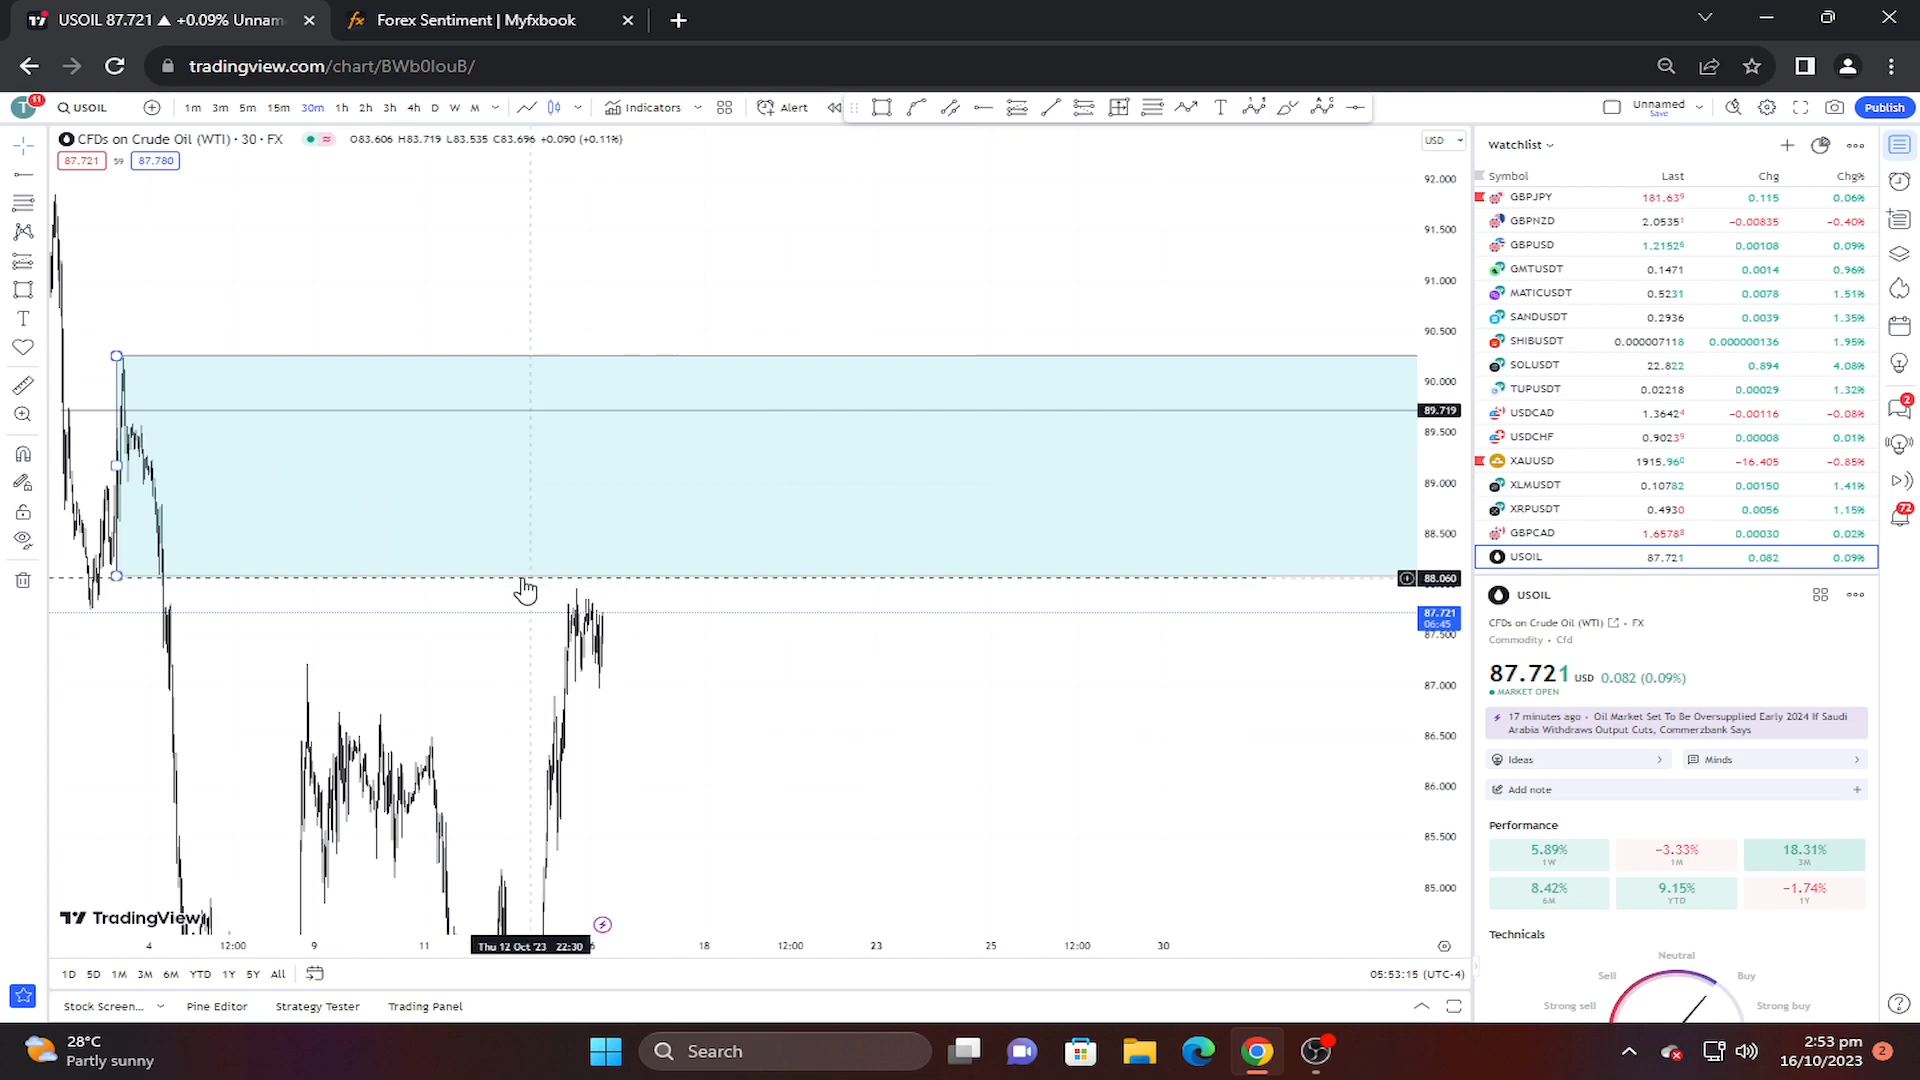 USOIL 87.721 ▲ +0.09% Unnam
Forex Sentiment | Myfxbook
tradingview.com/chart/BWb0IouB/
T 11 USOIL 1m 3m 5m 15m 30m 1h 2h 3h 4h D W M Indicators Alert Unnamed Save Publish
CFDs on Crude Oil (WTI) · 30 · FX O83.606 H83.719 L83.535 C83.696 +0.090 (+0.11%) USD
87.721 59 87.780
92.000
91.500
91.000
90.500
90.000
89.719
89.500
89.000
88.500
88.060
87.721
06:45
87.500
87.000
86.500
86.000
85.500
85.000
TradingView
4 12:00 9 11 Thu 12 Oct '23 22:30 18 12:00 23 25 12:00 30
1D 5D 1M 3M 6M YTD 1Y 5Y All 05:53:15 (UTC-4)
Stock Screen... Pine Editor Strategy Tester Trading Panel
Watchlist
Symbol Last Chg Chg%
GBPJPY 181.639 0.115 0.06%
GBPNZD 2.05351 -0.00835 -0.40%
GBPUSD 1.21526 0.00108 0.09%
GMTUSDT 0.1471 0.0014 0.96%
MATICUSDT 0.5231 0.0078 1.51%
SANDUSDT 0.2936 0.0039 1.35%
SHIBUSDT 0.000007118 0.000000136 1.95%
SOLUSDT 22.822 0.894 4.08%
TUPUSDT 0.02218 0.00029 1.32%
USDCAD 1.36424 -0.00116 -0.08%
USDCHF 0.90239 0.00008 0.01%
XAUUSD 1915.960 -16.405 -0.85%
XLMUSDT 0.10782 0.00150 1.41%
XRPUSDT 0.4930 0.0056 1.15%
GBPCAD 1.65788 0.00030 0.02%
USOIL 87.721 0.082 0.09%
USOIL
CFDs on Crude Oil (WTI) · FX
Commodity · Cfd
87.721 USD 0.082 (0.09%)
MARKET OPEN
17 minutes ago · Oil Market Set To Be Oversupplied Early 2024 If Saudi
Arabia Withdraws Output Cuts, Commerzbank Says
Ideas Minds
Add note
Performance
5.89% -3.33% 18.31%
1W 1M 3M
8.42% 9.15% -1.74%
6M YTD 1Y
Technicals
Neutral
Sell Buy
Strong sell Strong buy
2
72
28°C
Partly sunny
Search
2:53 pm
16/10/2023
2